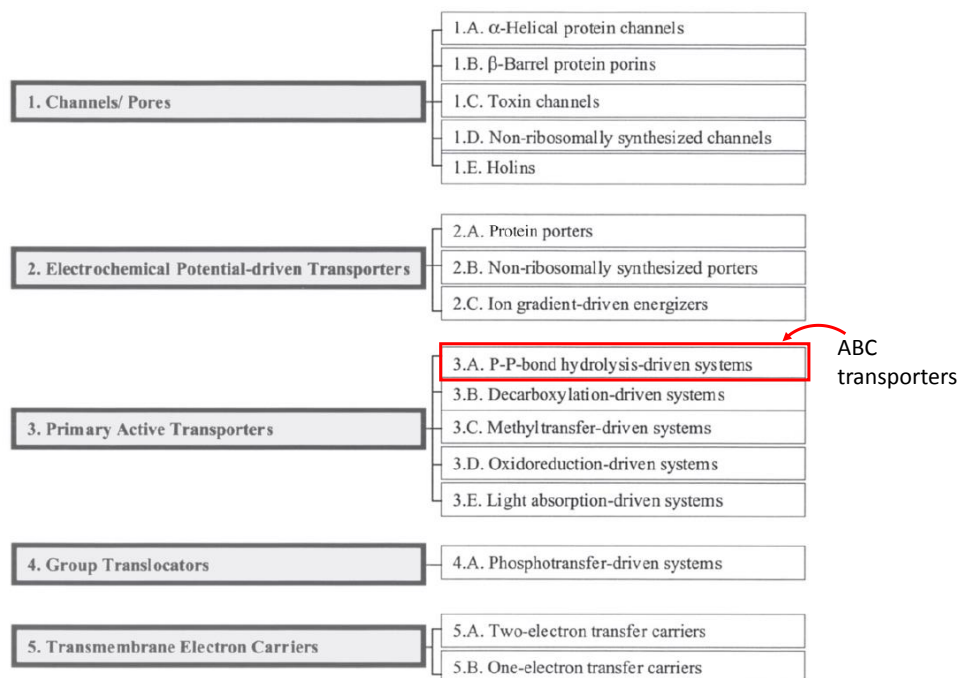 1. Channels/ Pores
1.A. α-Helical protein channels
1.B. β-Barrel protein porins
1.C. Toxin channels
1.D. Non-ribosomally synthesized channels
1.E. Holins
2. Electrochemical Potential-driven Transporters
2.A. Protein porters
2.B. Non-ribosomally synthesized porters
2.C. Ion gradient-driven energizers
3. Primary Active Transporters
3.A. P-P-bond hydrolysis-driven systems
3.B. Decarboxylation-driven systems
3.C. Methyltransfer-driven systems
3.D. Oxidoreduction-driven systems
3.E. Light absorption-driven systems
ABC
transporters
4. Group Translocators
4.A. Phosphotransfer-driven systems
5. Transmembrane Electron Carriers
5.A. Two-electron transfer carriers
5.B. One-electron transfer carriers